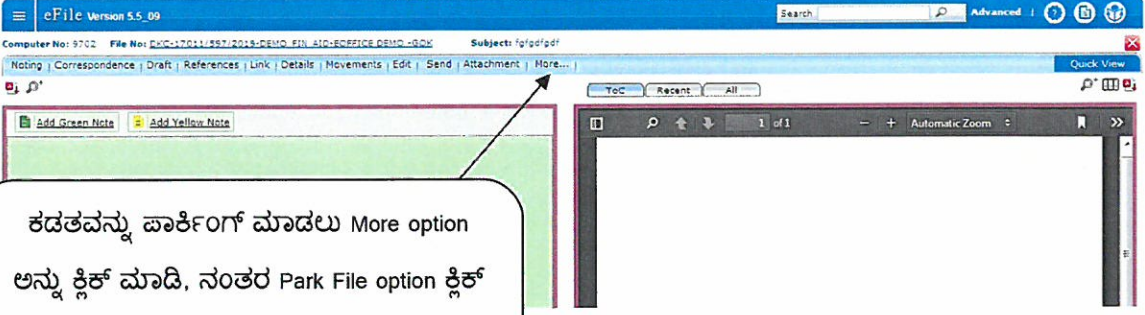 eFile Version 5.5_09 Search Advanced
Computer No: 9702 File No: EKC-17011/597/2019-DEMO_FIN_AID-EOFFICE DEMO -GOK Subject: fgfgdfgdf
Noting | Correspondence | Draft | References | Link | Details | Movements | Edit | Send | Attachment | More... | Quick View
ToC Recent All
Add Green Note Add Yellow Note
1 of 1 Automatic Zoom
ಕಡತವನ್ನು ಪಾರ್ಕಿಂಗ್ ಮಾಡಲು More option
ಅನ್ನು ಕ್ಲಿಕ್ ಮಾಡಿ, ನಂತರ Park File option ಕ್ಲಿಕ್